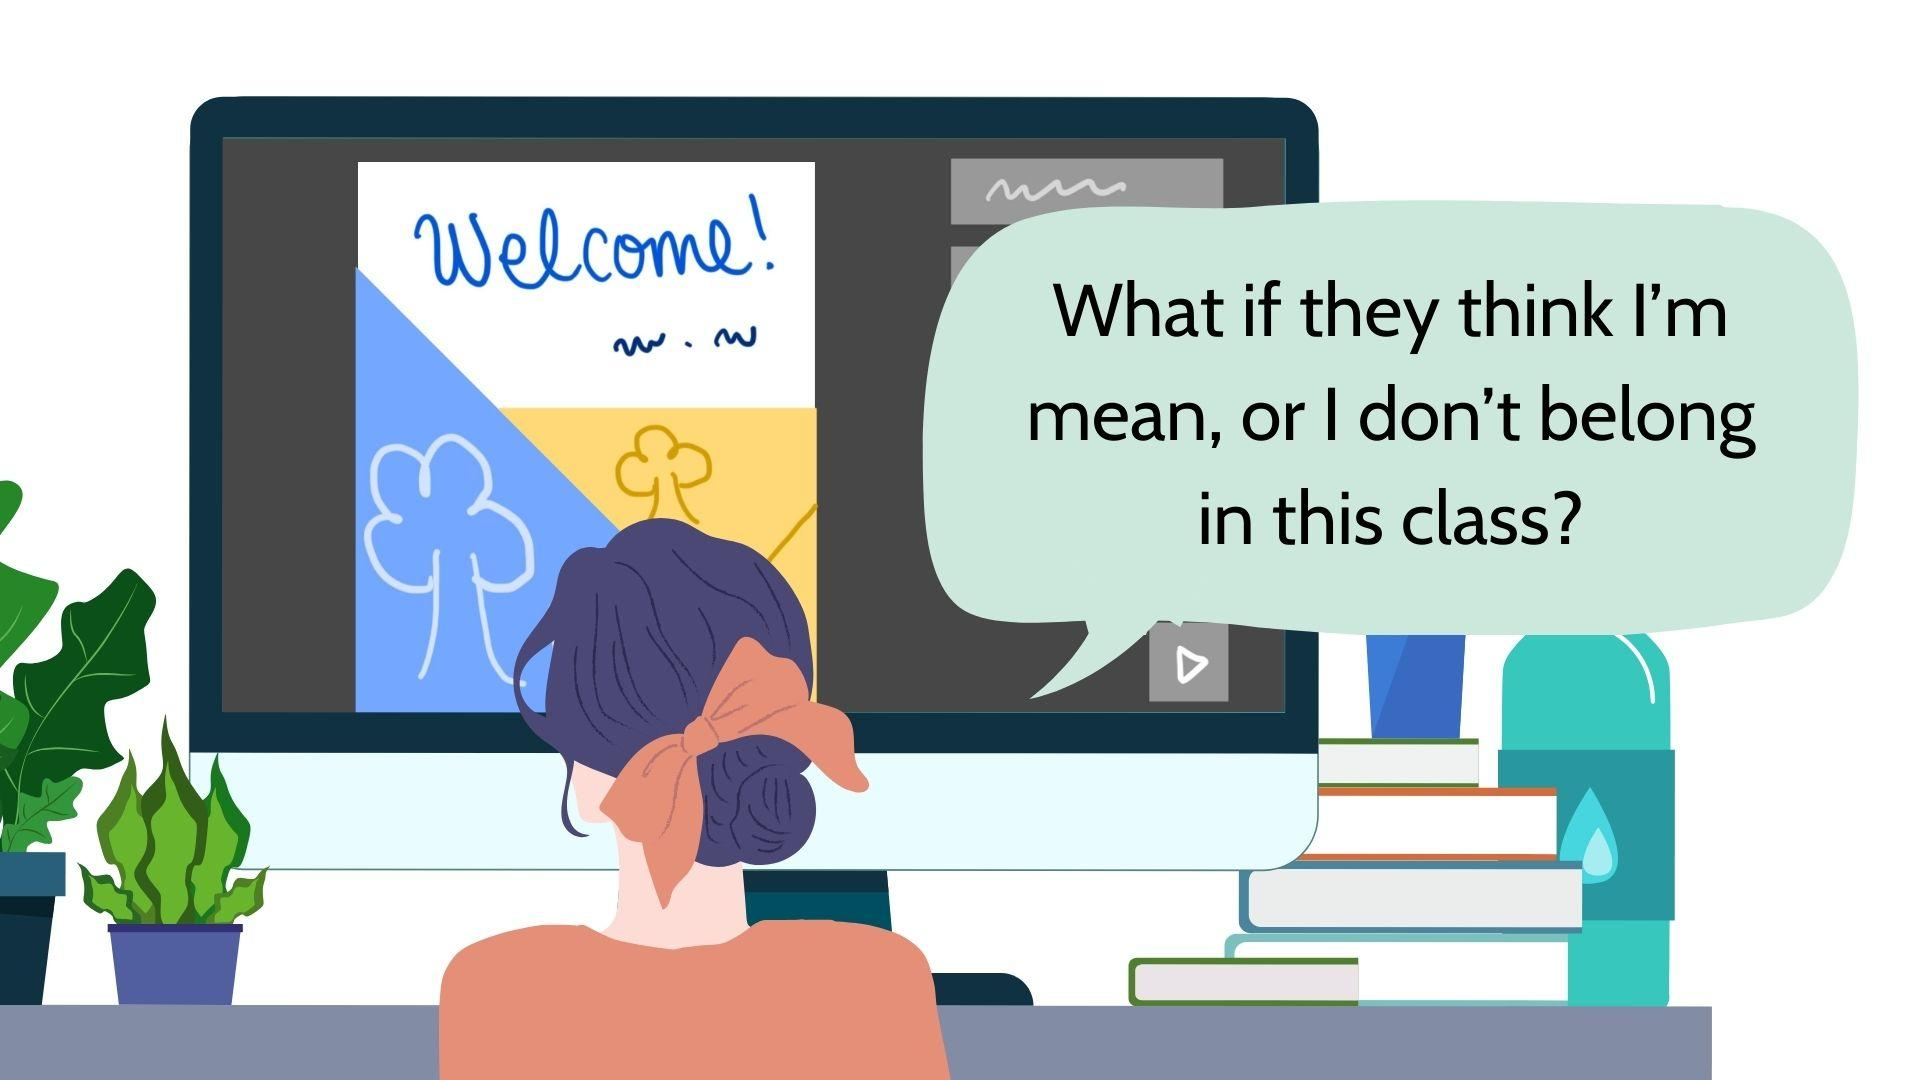 Welcome!
What if they think I’m
mean, or I don’t belong
in this class?